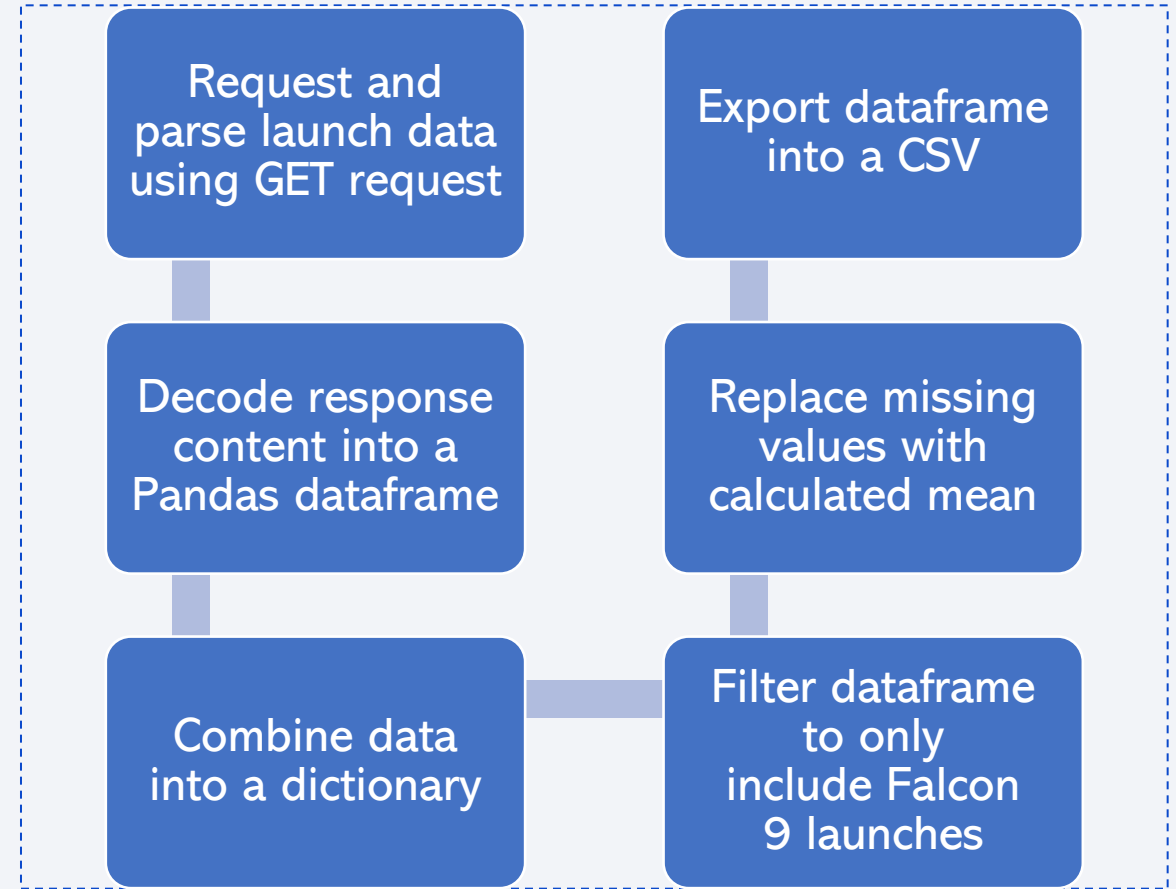 Request and
parse launch data
using GET request
Decode response
content into a
Pandas dataframe
Combine data
into a dictionary
Filter dataframe
to only
include Falcon
9 launches
Replace missing
values with
calculated mean
Export dataframe
into a CSV